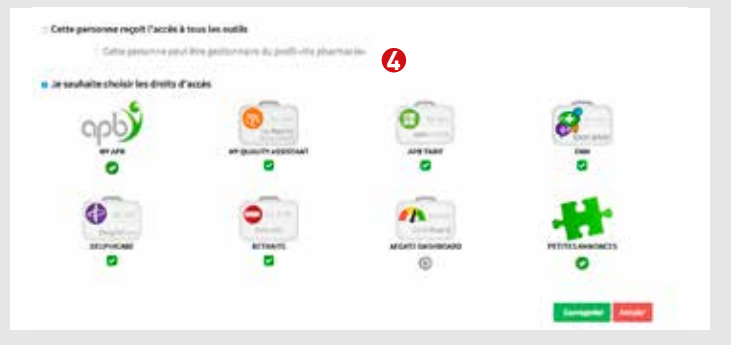 Cette personne reçoit l'accès à tous les outils
Cette personne peut être gestionnaire du profil «ma pharmacie»
4
Je souhaite choisir les droits d'accès
apb
MY APB
MY QUALITY ASSISTANT
APB TARIF
DELPHICARE
RETRAITS
AEGATE DASHBOARD
PETITES ANNONCES
Sauvegarder Annuler